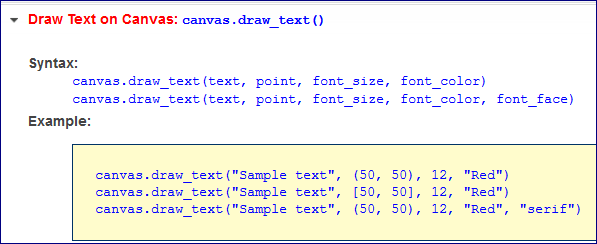 Draw Text on Canvas: canvas.draw_text()
Syntax:
canvas.draw_text(text, point, font_size, font_color)
canvas.draw_text(text, point, font_size, font_color, font_face)
Example:
canvas.draw_text("Sample text", (50, 50), 12, "Red")
canvas.draw_text("Sample text", [50, 50], 12, "Red")
canvas.draw_text("Sample text", (50, 50), 12, "Red", "serif")